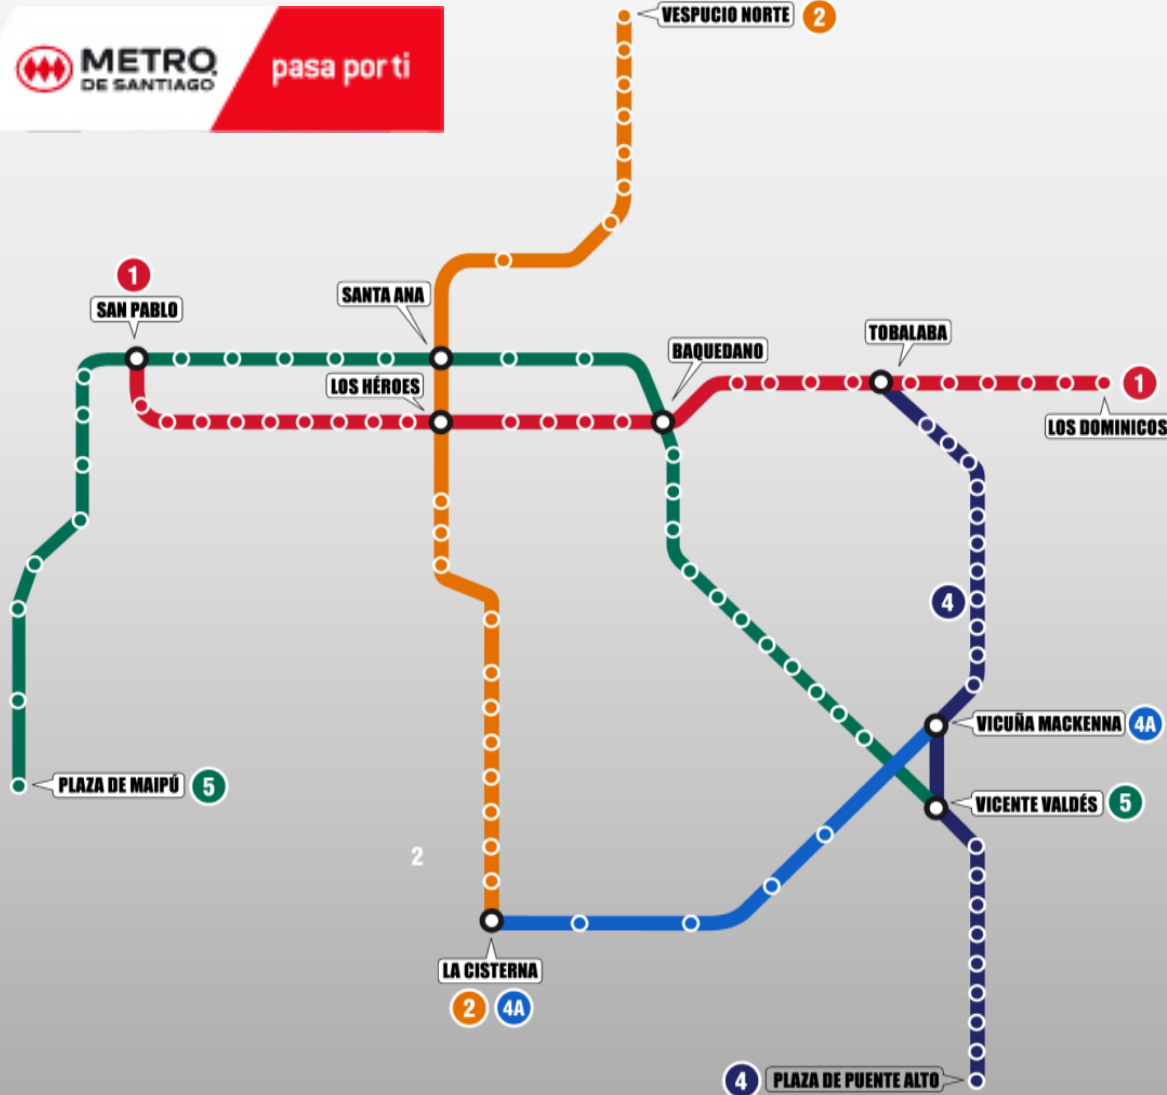 METRO
DE SANTIAGO
pasa por ti
VESPUCIO NORTE 2
1
SAN PABLO
SANTA ANA
LOS HÉROES
BAQUEDANO
TOBALABA
1
LOS DOMINICOS
4
VICUÑA MACKENNA 4A
PLAZA DE MAIPÚ 5
VICENTE VALDÉS 5
2
LA CISTERNA
2 4A
4 PLAZA DE PUENTE ALTO